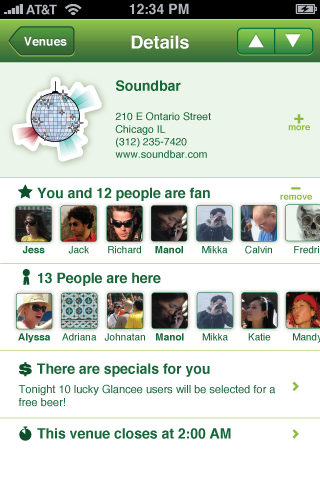 AT&T 12:34 PM
Venues Details
Soundbar
210 E Ontario Street
Chicago IL
(312) 235-7420
www.soundbar.com
more
You and 12 people are fan
remove
Jess Jack Richard Manol Mikka Calvin Fredri
13 People are here
Alyssa Adriana Johnatan Manol Mikka Katie Mandy
There are specials for you
Tonight 10 lucky Glancee users will be selected for a
free beer!
This venue closes at 2:00 AM